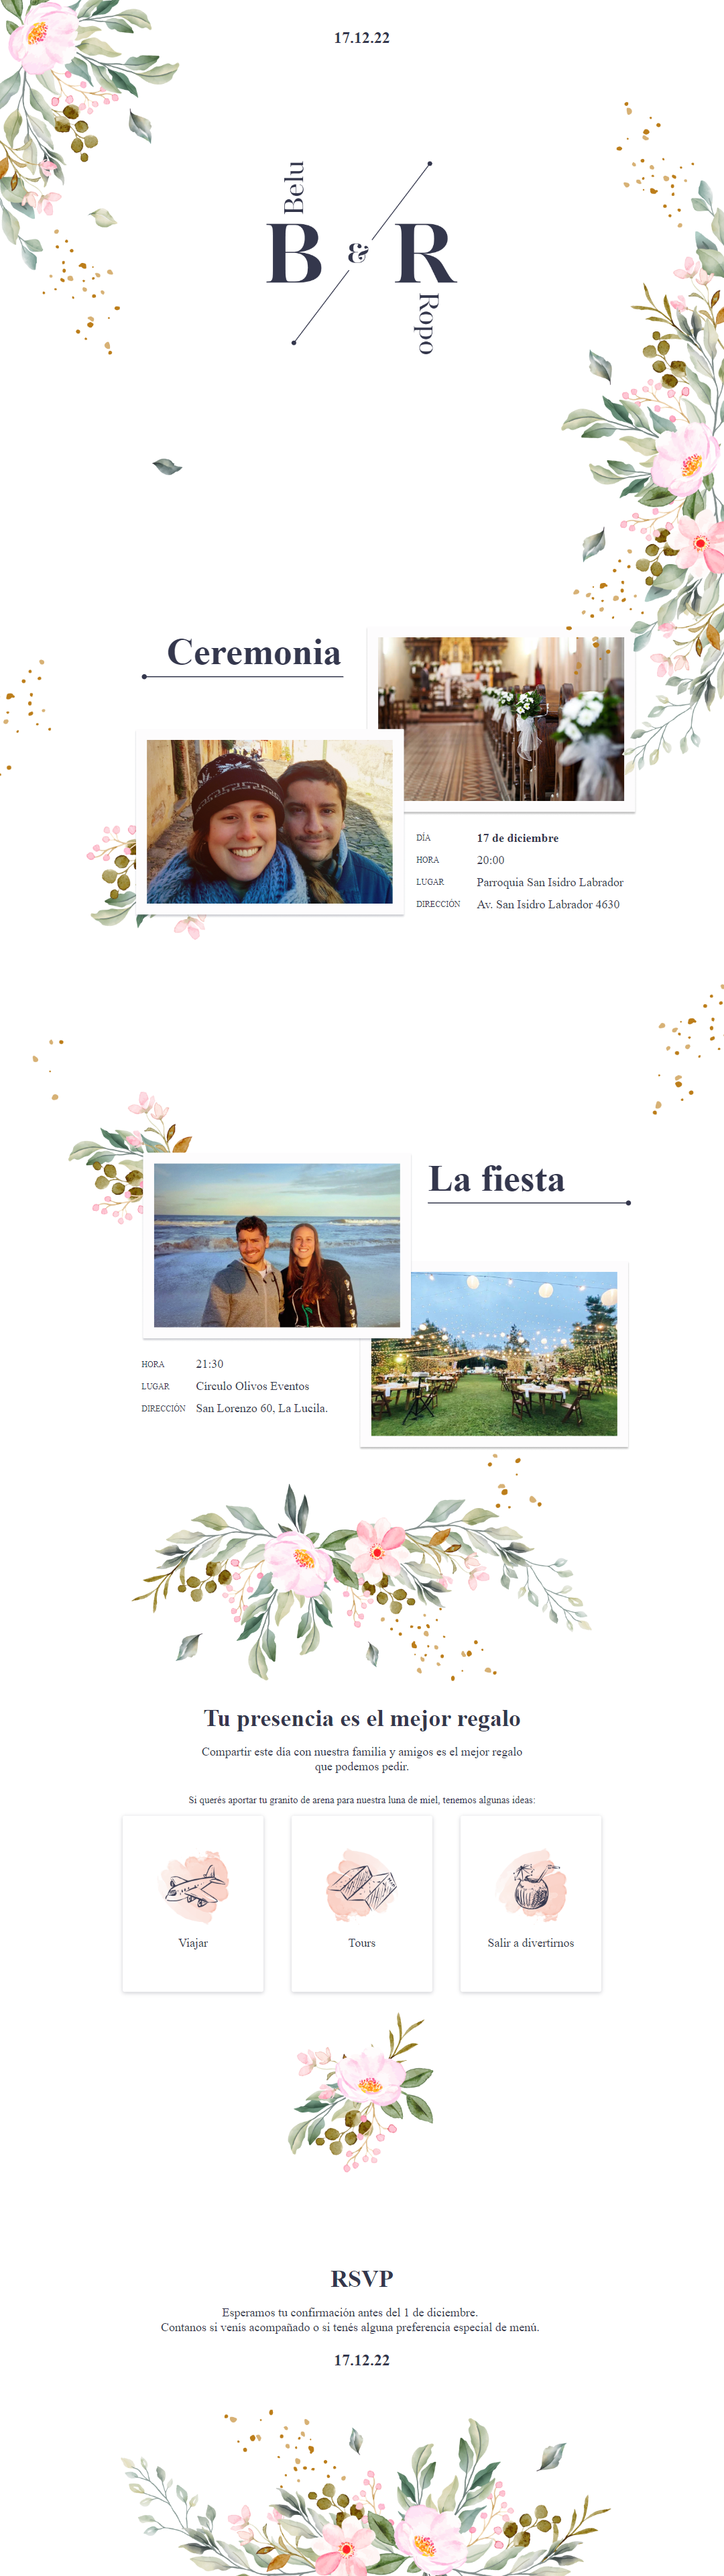 17.12.22
Belu
B & R
Ropo
Ceremonia
DÍA 17 de diciembre
HORA 20:00
LUGAR Parroquia San Isidro Labrador
DIRECCIÓN Av. San Isidro Labrador 4630
La fiesta
HORA 21:30
LUGAR Circulo Olivos Eventos
DIRECCIÓN San Lorenzo 60, La Lucila.
Tu presencia es el mejor regalo
Compartir este dia con nuestra familia y amigos es el mejor regalo
que podemos pedir.
Si querés aportar tu granito de arena para nuestra luna de miel, tenemos algunas ideas:
Viajar
Tours
Salir a divertirnos
RSVP
Esperamos tu confirmación antes del 1 de diciembre.
Contanos si venís acompañado o si tenés alguna preferencia especial de menú.
17.12.22